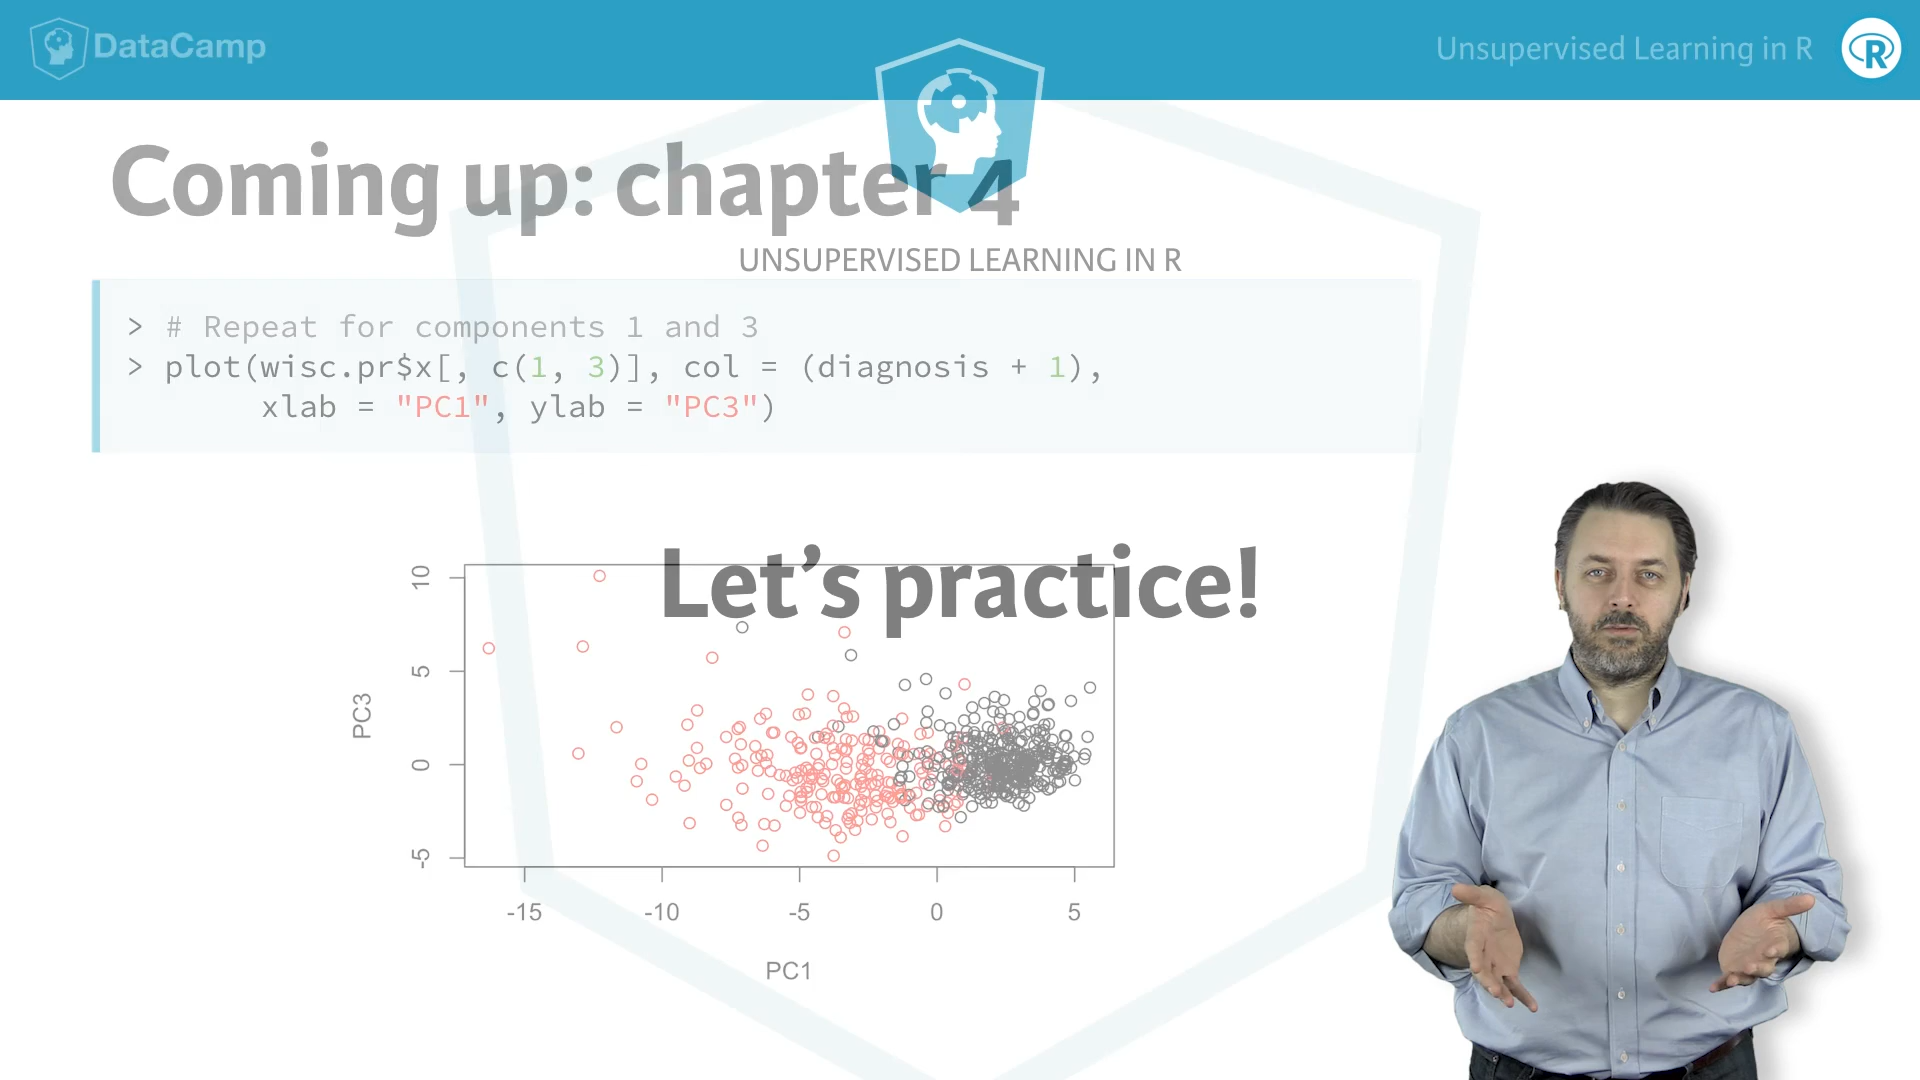 DataCamp
Unsupervised Learning in R
R
Coming up: chapter 4
UNSUPERVISED LEARNING IN R
> # Repeat for components 1 and 3
> plot(wisc.pr$x[, c(1, 3)], col = (diagnosis + 1),
xlab = "PC1", ylab = "PC3")
Let's practice!
10
5
0
-5
PC3
-15 -10 -5 0 5
PC1